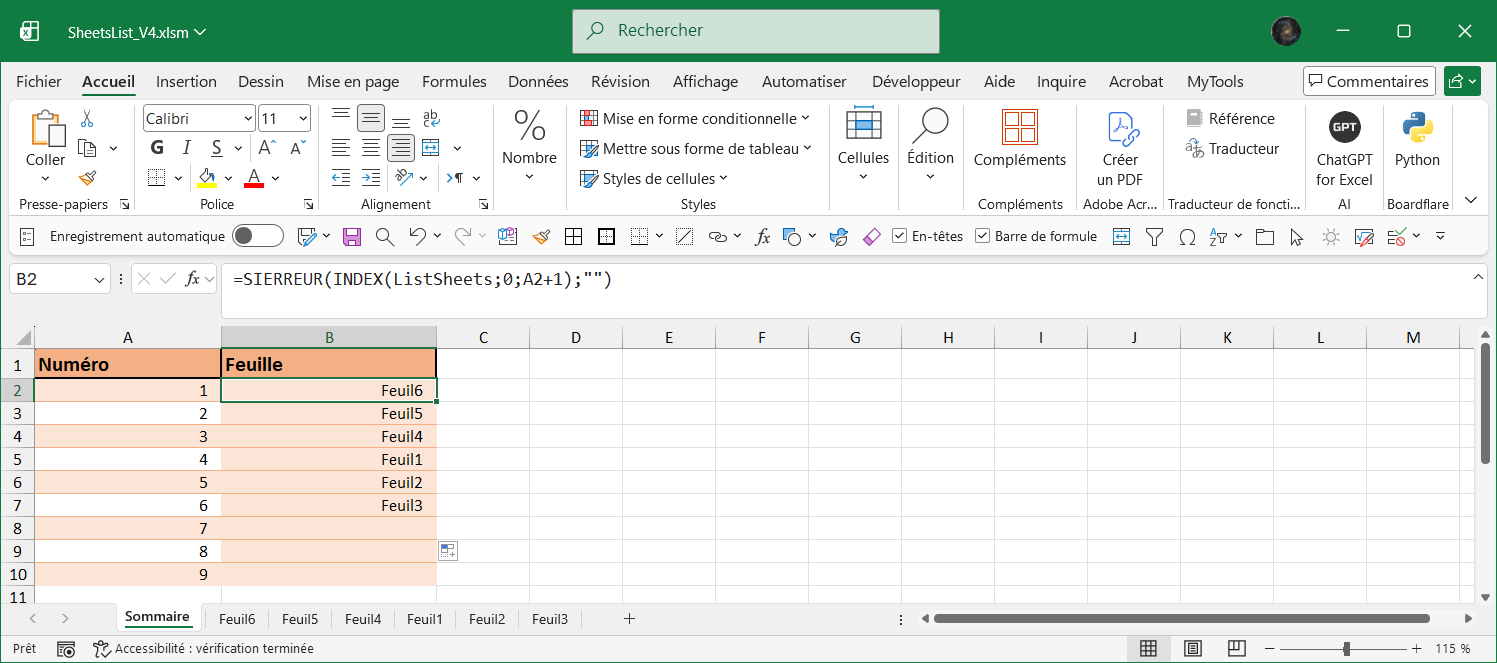 SheetsList_V4.xlsm
Rechercher
Fichier Accueil Insertion Dessin Mise en page Formules Données Révision Affichage Automatiser Développeur Aide Inquire Acrobat MyTools Commentaires
Coller
Presse-papiers
Calibri 11
G I S A A A
Police
ab
Alignement
%
Nombre
Mise en forme conditionnelle
Mettre sous forme de tableau
Styles de cellules
Styles
Cellules
Édition
Compléments
Compléments
Créer
un PDF
Adobe Acr...
Référence
Traducteur
Traducteur de foncti...
GPT
ChatGPT
for Excel
AI
Python
Boardflare
Enregistrement automatique
fx
En-têtes
Barre de formule
B2
fx
=SIERREUR(INDEX(ListSheets;0;A2+1);"")
A B C D E F G H I J K L M
1 Numéro Feuille
2 1 Feuil6
3 2 Feuil5
4 3 Feuil4
5 4 Feuil1
6 5 Feuil2
7 6 Feuil3
8 7
9 8
10 9
11
Sommaire Feuil6 Feuil5 Feuil4 Feuil1 Feuil2 Feuil3
Prêt
Accessibilité : vérification terminée
115 %